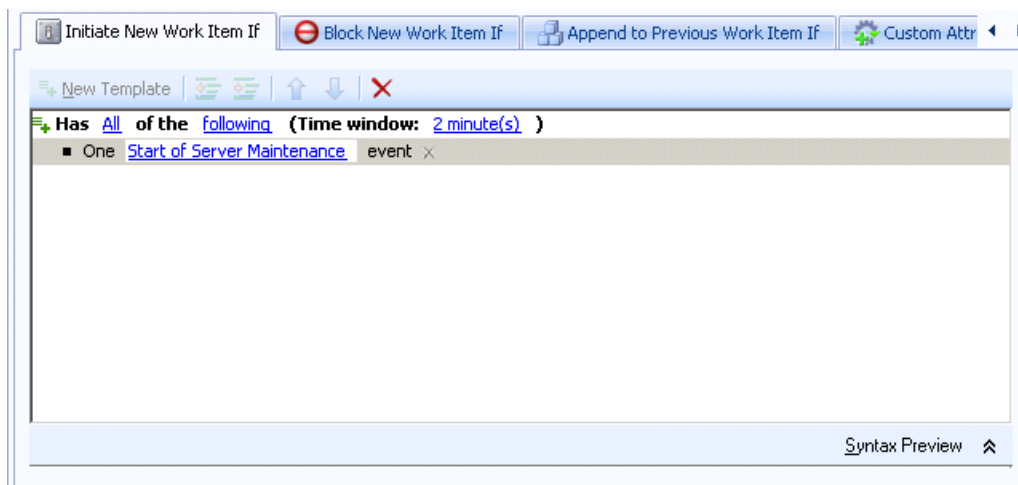 Initiate New Work Item If Block New Work Item If Append to Previous Work Item If Custom Attr
New Template
Has All of the following (Time window: 2 minute(s) )
One Start of Server Maintenance event
Syntax Preview